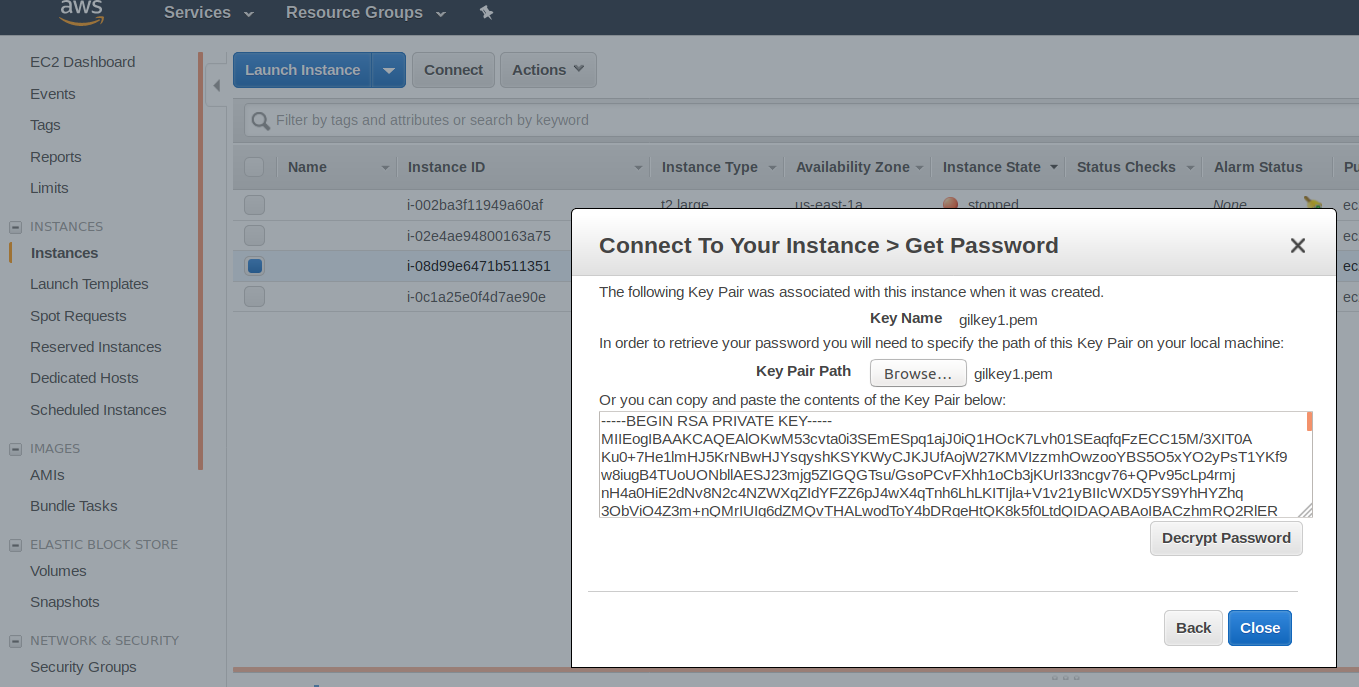 aws
Services
Resource Groups
EC2 Dashboard
Events
Tags
Reports
Limits
INSTANCES
Instances
Launch Templates
Spot Requests
Reserved Instances
Dedicated Hosts
Scheduled Instances
IMAGES
AMIs
Bundle Tasks
ELASTIC BLOCK STORE
Volumes
Snapshots
NETWORK & SECURITY
Security Groups
Launch Instance Connect Actions
Filter by tags and attributes or search by keyword
Name Instance ID Instance Type Availability Zone Instance State Status Checks Alarm Status Pu
i-002ba3f11949a60af t2.large us-east-1a stopped None ec
i-02e4ae94800163a75 ec
i-08d99e6471b511351 ec
i-0c1a25e0f4d7ae90e ec
Connect To Your Instance > Get Password
The following Key Pair was associated with this instance when it was created.
Key Name gilkey1.pem
In order to retrieve your password you will need to specify the path of this Key Pair on your local machine:
Key Pair Path Browse... gilkey1.pem
Or you can copy and paste the contents of the Key Pair below:
-----BEGIN RSA PRIVATE KEY-----
MIIEogIBAAKCAQEAlOKwM53cvta0i3SEmESpq1ajJ0iQ1HOcK7Lvh01SEaqfqFzECC15M/3XIT0A
Ku0+7He1lmHJ5KrNBwHJYsqyshKSYKWyCJKJUfAojW27KMVIzzmhOwzooYBS5O5xYO2yPsT1YKf9
w8iugB4TUoUONbllAESJ23mjg5ZIGQGTsu/GsoPCvFXhh1oCb3jKUrI33ncgv76+QPv95cLp4rmj
nH4a0HiE2dNv8N2c4NZWXqZIdYFZZ6pJ4wX4qTnh6LhLKITIjla+V1v21yBIIcWXD5YS9YhHYZhq
3ObViO4Z3m+nQMrIUIg6dZMQvTHALwodToY4bDRgeHtQK8k5f0LtdQIDAQABAoIBACzhmRQ2RlER
Decrypt Password
Back Close